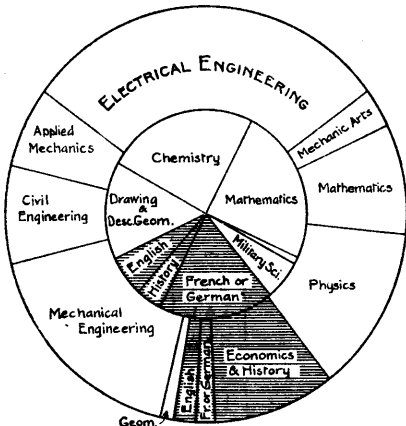 ELECTRICAL ENGINEERING
Mechanic Arts
Applied
Mechanics
Chemistry
Mathematics
Mathematics
Civil
Engineering
Drawing
&
Desc.Geom.
English
History
French or
German
Military Sci.
Physics
Mechanical
Engineering
Economics
& History
English
Fr. or German
Geom.